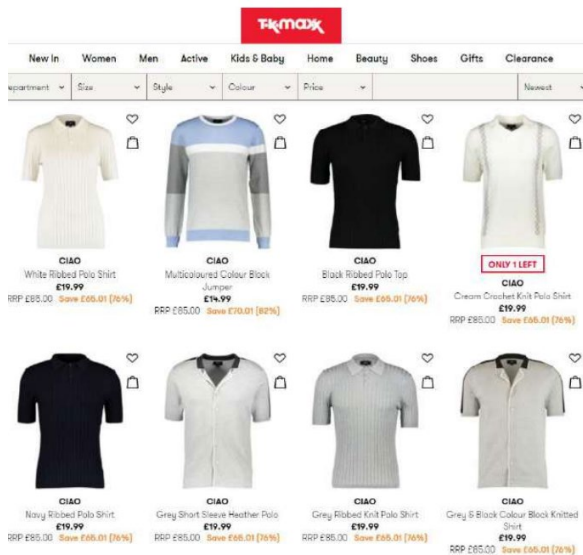 TK-maxx
New In Women Men Active Kids & Baby Home Beauty Shoes Gifts Clearance
epartment Size Style Colour Price Newest
CIAO
White Ribbed Polo Shirt
£19.99
RRP £85.00 Save £65.01 (76%)
CIAO
Multicoloured Colour Block
Jumper
£14.99
RRP £85.00 Save £70.01 (82%)
CIAO
Black Ribbed Polo Top
£19.99
RRP £85.00 Save £65.01 (76%)
ONLY 1 LEFT
CIAO
Cream Crochet Knit Polo Shirt
£19.99
RRP £85.00 Save £65.01 (76%)
CIAO
Navy Ribbed Polo Shirt
£19.99
RRP £85.00 Save £65.01 (76%)
CIAO
Grey Short Sleeve Heather Polo
£19.99
RRP £85.00 Save £65.01 (76%)
CIAO
Grey Ribbed Knit Polo Shirt
£19.99
RRP £85.00 Save £65.01 (76%)
CIAO
Grey & Black Colour Block Knitted
Shirt
£19.99
RRP £85.00 Save £65.01 (76%)